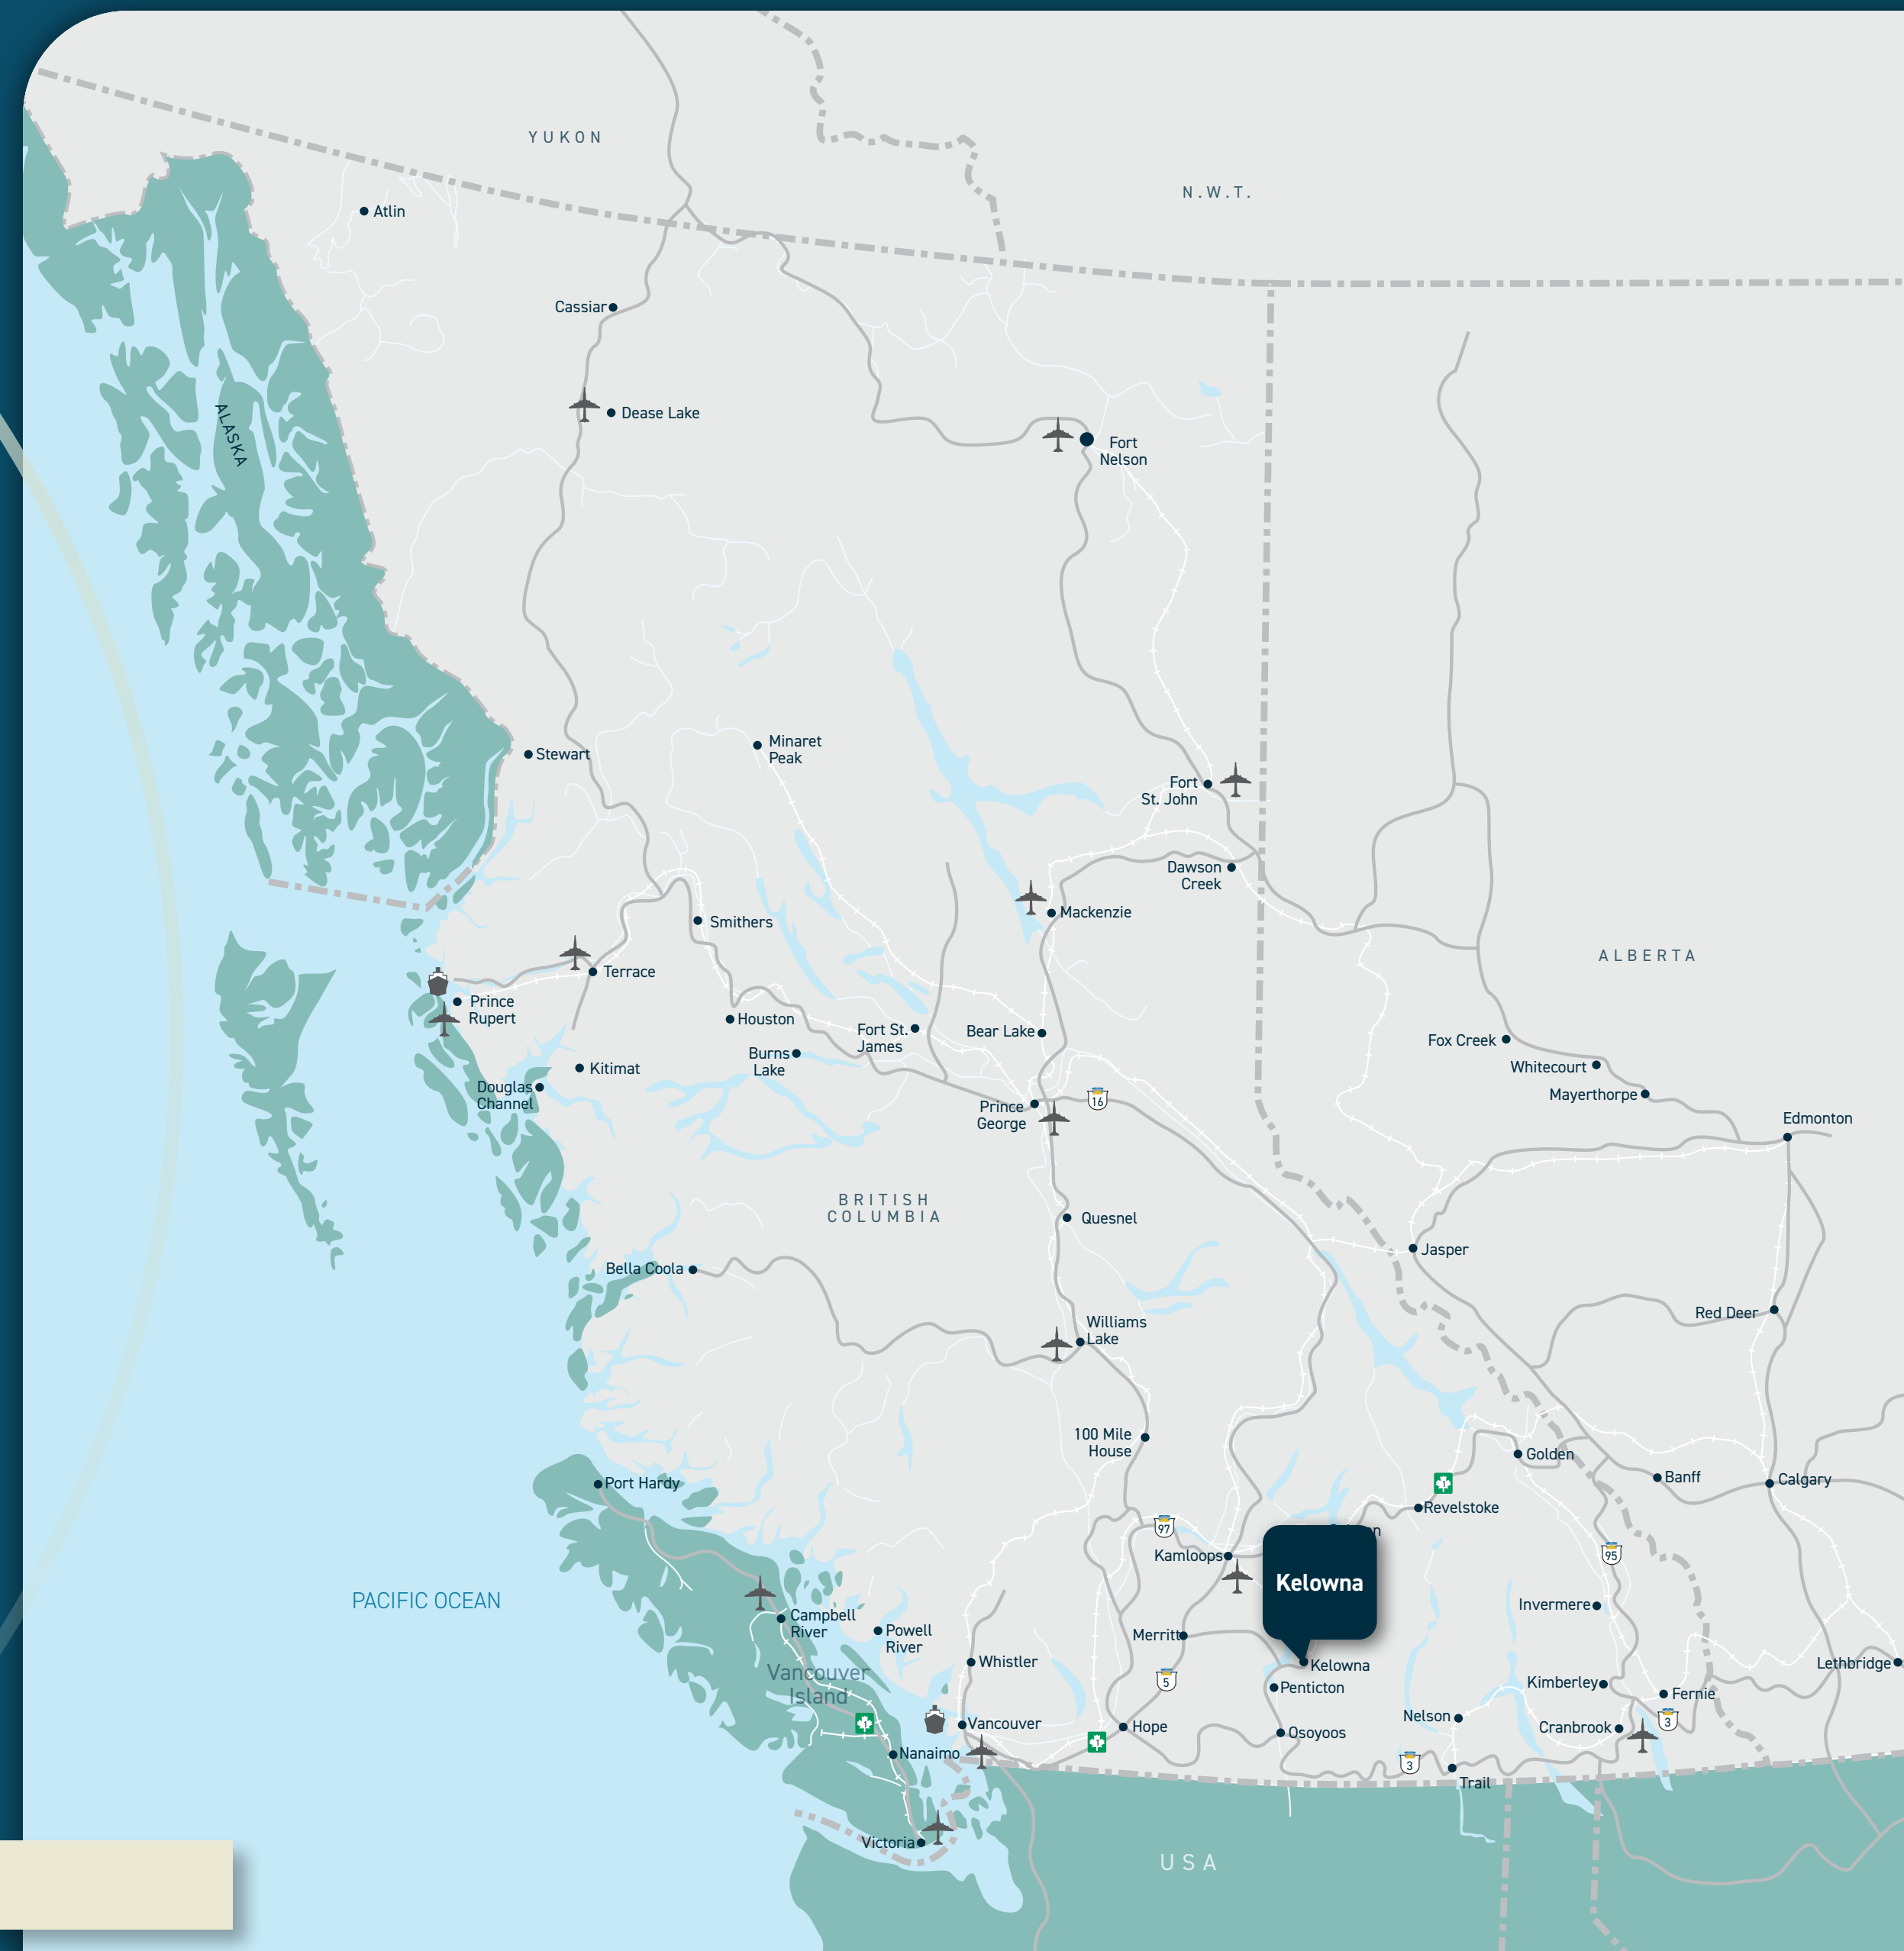 YUKON
N.W.T.
Atlin
Cassiar
ALASKA
Dease Lake
Fort
Nelson
Stewart
Minaret
Peak
Fort
St. John
Dawson
Creek
Mackenzie
Smithers
ALBERTA
Terrace
Prince
Rupert
Houston
Fort St.
James
Bear Lake
Fox Creek
Burns
Lake
Whitecourt
Kitimat
Douglas
Channel
Mayerthorpe
16
Prince
George
Edmonton
BRITISH
COLUMBIA
Quesnel
Jasper
Bella Coola
Red Deer
Williams
Lake
100 Mile
House
Golden
Port Hardy
Banff
Calgary
1
Revelstoke
97
Kamloops
95
Kelowna
PACIFIC OCEAN
Invermere
Campbell
River
Powell
River
Merritt
Whistler
Kelowna
Lethbridge
Vancouver
Island
5
Penticton
Kimberley
Fernie
Nelson
3
1
Vancouver
Hope
Osoyoos
Cranbrook
1
Nanaimo
3
Trail
Victoria
USA